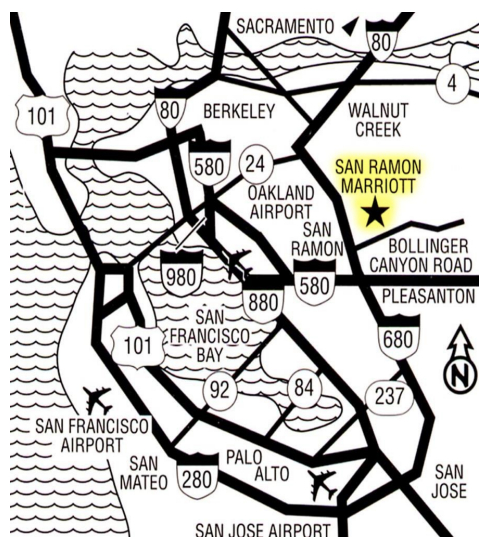 SACRAMENTO
80
101
80
BERKELEY
4
WALNUT
CREEK
580
24
SAN RAMON
MARRIOTT
OAKLAND
AIRPORT
SAN
RAMON
BOLLINGER
CANYON ROAD
980
880
580
PLEASANTON
SAN
FRANCISCO
BAY
101
680
N
92
84
237
SAN FRANCISCO
AIRPORT
SAN
MATEO
280
PALO
ALTO
SAN
JOSE
SAN JOSE AIRPORT